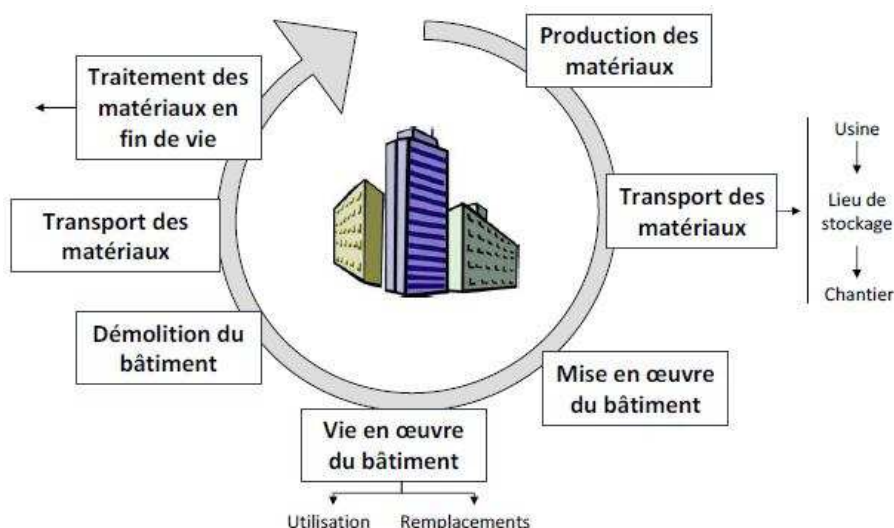 Production des
matériaux
Transport des
matériaux
Usine
Lieu de
stockage
Chantier
Mise en œuvre
du bâtiment
Vie en œuvre
du bâtiment
Utilisation
Remplacements
Démolition du
bâtiment
Transport des
matériaux
Traitement des
matériaux en
fin de vie